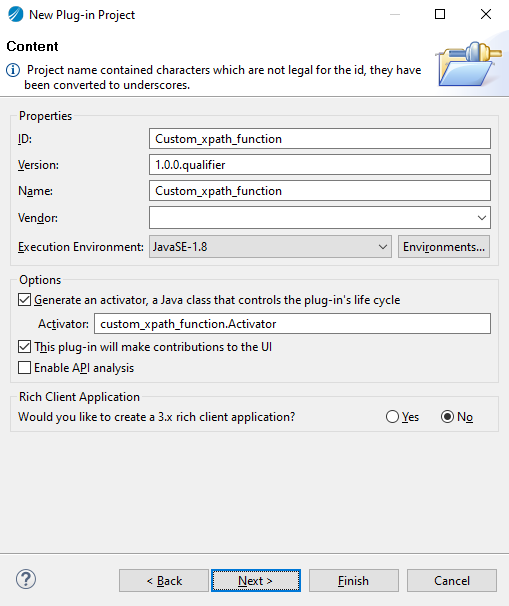 New Plug-in Project
Content
Project name contained characters which are not legal for the id, they have
been converted to underscores.
Properties
ID: Custom_xpath_function
Version: 1.0.0.qualifier
Name: Custom_xpath_function
Vendor:
Execution Environment: JavaSE-1.8 Environments...
Options
Generate an activator, a Java class that controls the plug-in's life cycle
Activator: custom_xpath_function.Activator
This plug-in will make contributions to the UI
Enable API analysis
Rich Client Application
Would you like to create a 3.x rich client application? Yes No
? < Back Next > Finish Cancel